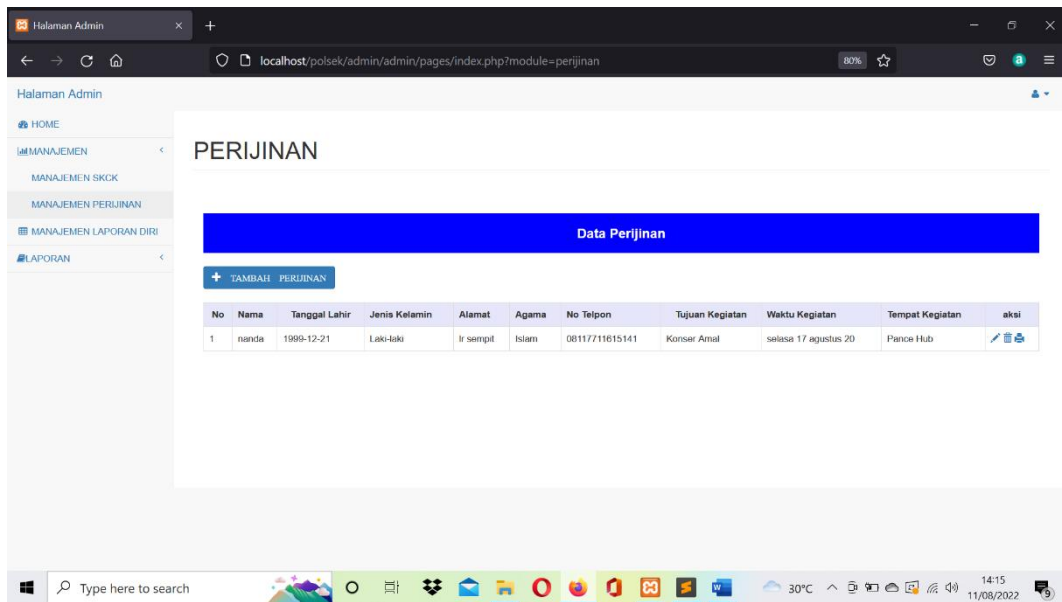 Halaman Admin
localhost/polsek/admin/admin/pages/index.php?module=perijinan
80%
a
Halaman Admin
HOME
MANAJEMEN
MANAJEMEN SKCK
MANAJEMEN PERIJINAN
MANAJEMEN LAPORAN DIRI
LAPORAN
PERIJINAN
Data Perijinan
TAMBAH PERIJINAN
No Nama Tanggal Lahir Jenis Kelamin Alamat Agama No Telpon Tujuan Kegiatan Waktu Kegiatan Tempat Kegiatan aksi
1 nanda 1999-12-21 Laki-laki lr sempit Islam 08117711615141 Konser Amal selasa 17 agustus 20 Pance Hub
Type here to search
30°C
14:15
11/08/2022
9